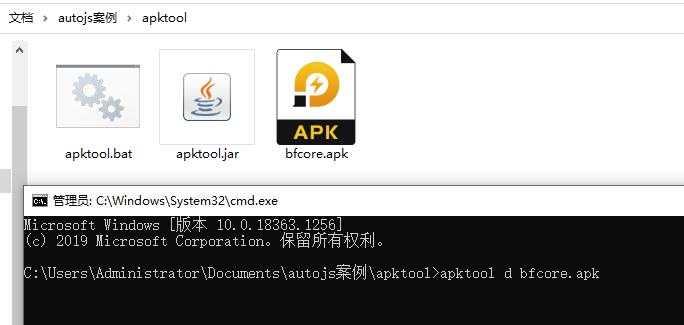 文档 > autojs案例 > apktool
APK
apktool.bat apktool.jar bfcore.apk
管理员: C:\Windows\System32\cmd.exe
Microsoft Windows [版本 10.0.18363.1256]
(c) 2019 Microsoft Corporation。保留所有权利。
C:\Users\Administrator\Documents\autojs案例\apktool>apktool d bfcore.apk